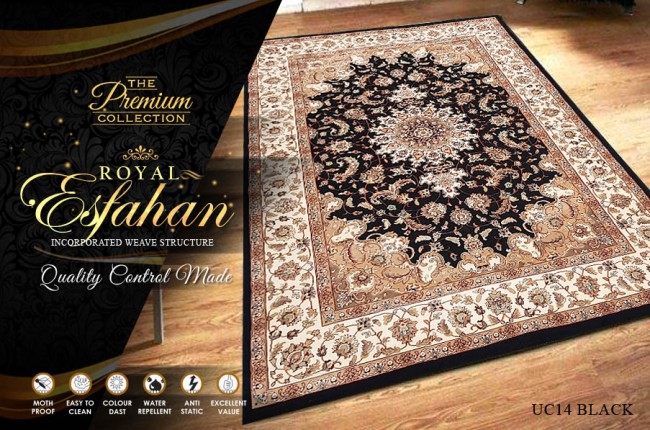 THE
Premium
COLLECTION
ROYAL
Esfahan
INCORPORATED WEAVE STRUCTURE
Quality Control Made
MOTH PROOF
EASY TO CLEAN
COLOUR DAST
WATER REPELLENT
ANTI STATIC
EXCELLENT VALUE
UC14 BLACK